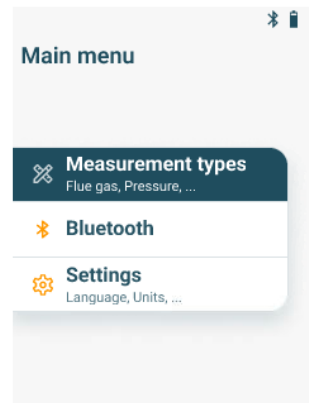 Main menu
Measurement types
Flue gas, Pressure, ...
Bluetooth
Settings
Language, Units, ...